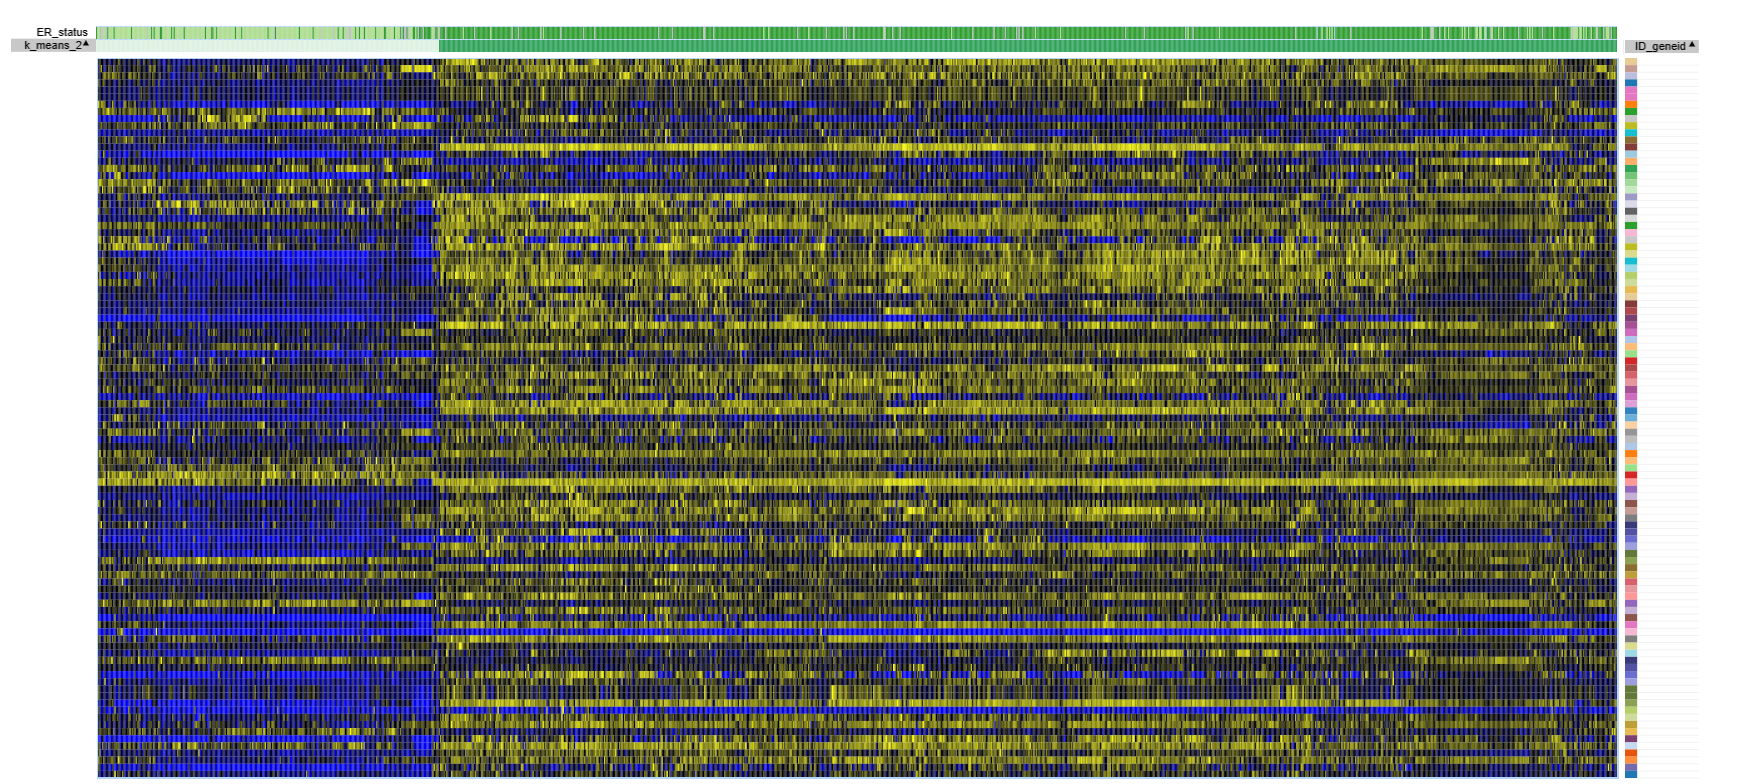 ER_status
k_means_2▲
ID_geneid ▲